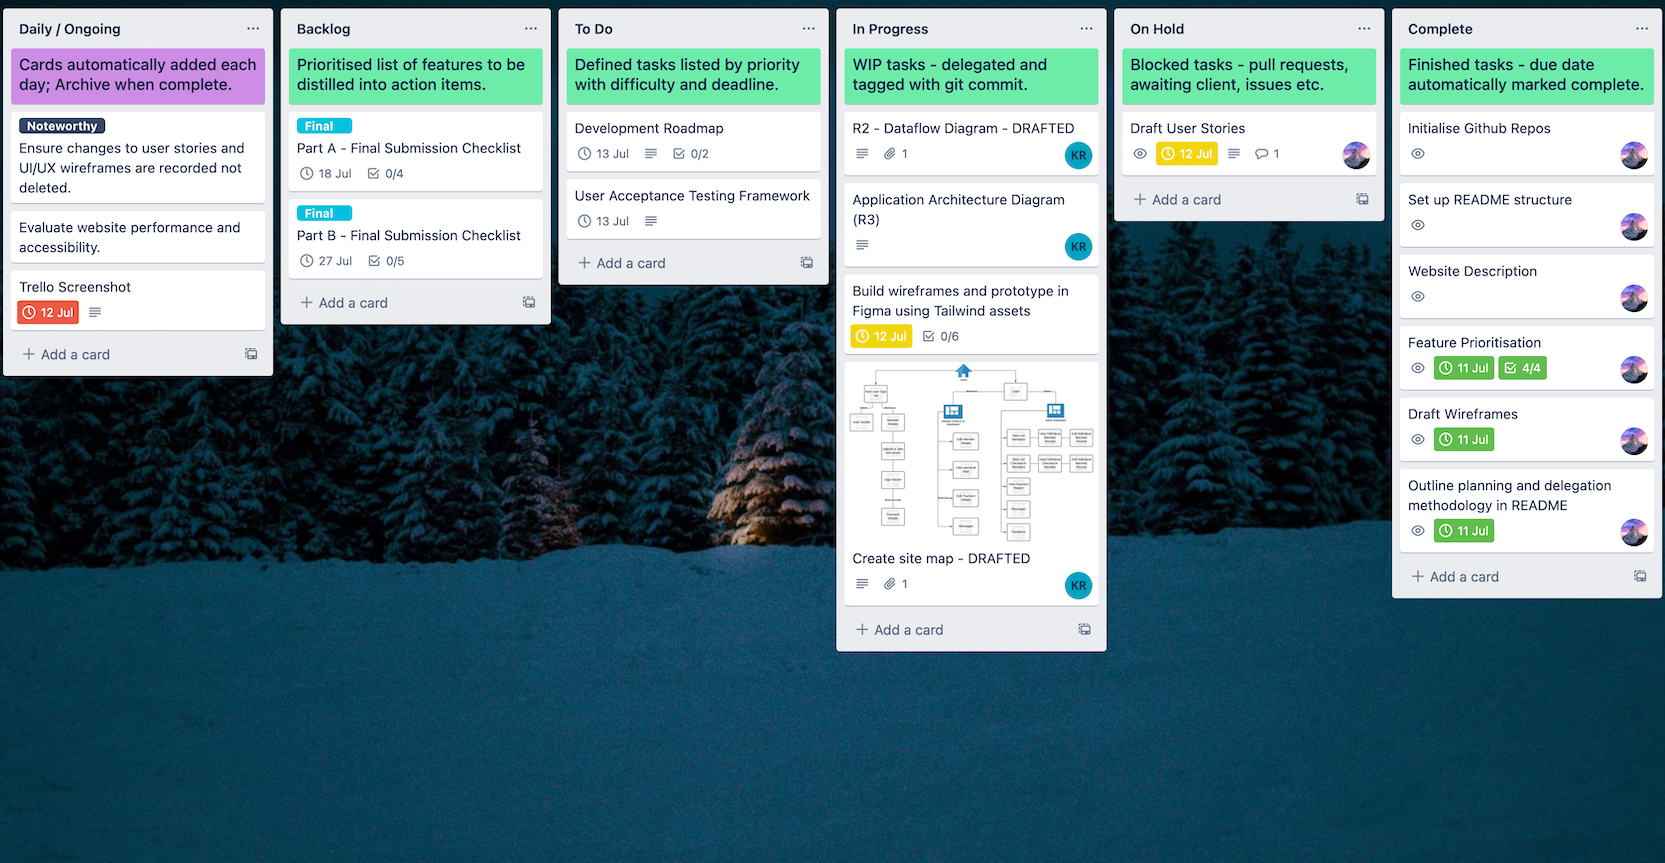 Daily / Ongoing
Cards automatically added each
day; Archive when complete.
Noteworthy
Ensure changes to user stories and
UI/UX wireframes are recorded not
deleted.
Evaluate website performance and
accessibility.
Trello Screenshot
12 Jul
Add a card
Backlog
Prioritised list of features to be
distilled into action items.
Final
Part A - Final Submission Checklist
18 Jul 0/4
Final
Part B - Final Submission Checklist
27 Jul 0/5
Add a card
To Do
Defined tasks listed by priority
with difficulty and deadline.
Development Roadmap
13 Jul 0/2
User Acceptance Testing Framework
13 Jul
Add a card
In Progress
WIP tasks - delegated and
tagged with git commit.
R2 - Dataflow Diagram - DRAFTED
1 KR
Application Architecture Diagram
(R3)
KR
Build wireframes and prototype in
Figma using Tailwind assets
12 Jul 0/6
Create site map - DRAFTED
1 KR
Add a card
On Hold
Blocked tasks - pull requests,
awaiting client, issues etc.
Draft User Stories
12 Jul 1
Add a card
Complete
Finished tasks - due date
automatically marked complete.
Initialise Github Repos
Set up README structure
Website Description
Feature Prioritisation
11 Jul 4/4
Draft Wireframes
11 Jul
Outline planning and delegation
methodology in README
11 Jul
Add a card